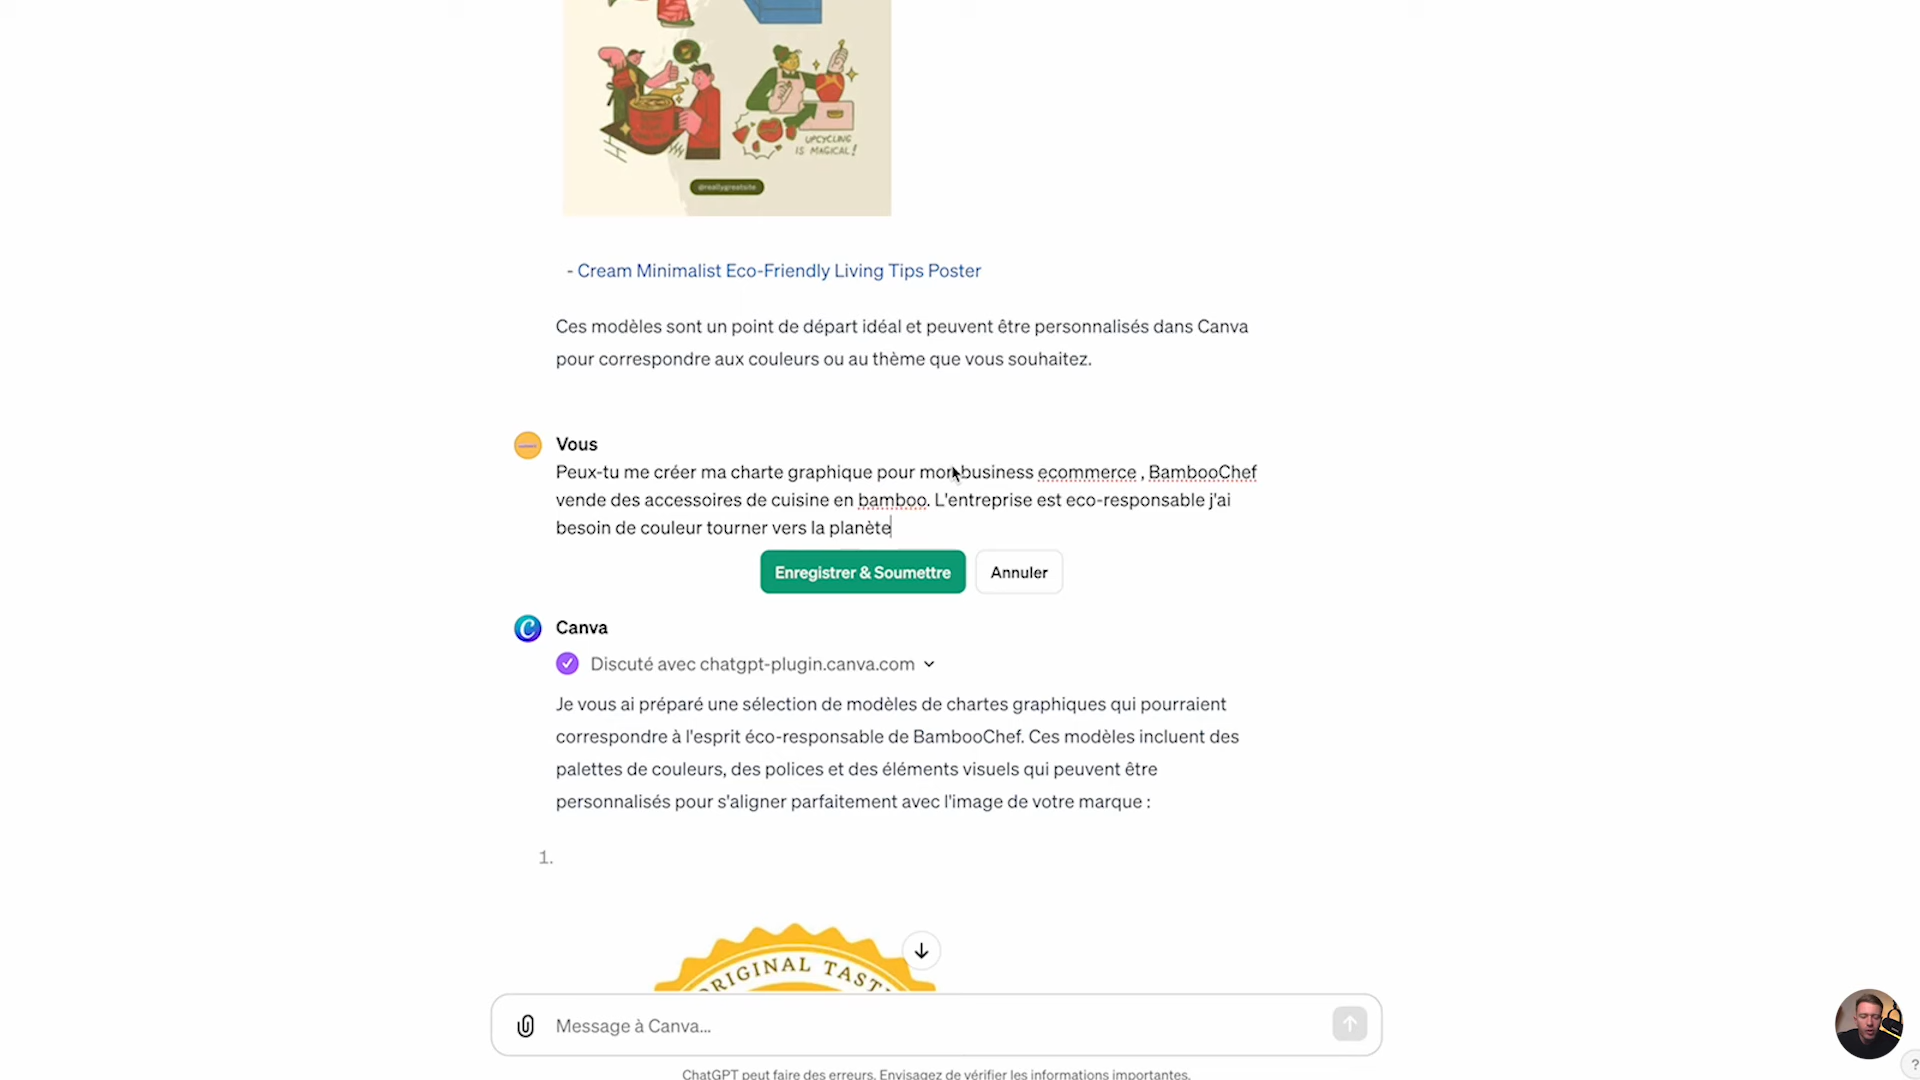 UPCYCLING
IS MAGICAL!
@reallygreatsite
- Cream Minimalist Eco-Friendly Living Tips Poster
Ces modèles sont un point de départ idéal et peuvent être personnalisés dans Canva
pour correspondre aux couleurs ou au thème que vous souhaitez.
Vous
Peux-tu me créer ma charte graphique pour mon business ecommerce , BambooChef
vende des accessoires de cuisine en bamboo. L'entreprise est eco-responsable j'ai
besoin de couleur tourner vers la planète
Enregistrer & Soumettre
Annuler
Canva
Discuté avec chatgpt-plugin.canva.com
Je vous ai préparé une sélection de modèles de chartes graphiques qui pourraient
correspondre à l'esprit éco-responsable de BambooChef. Ces modèles incluent des
palettes de couleurs, des polices et des éléments visuels qui peuvent être
personnalisés pour s'aligner parfaitement avec l'image de votre marque :
1.
ORIGINAL TASTE
Message à Canva...
ChatGPT peut faire des erreurs. Envisagez de vérifier les informations importantes.
?